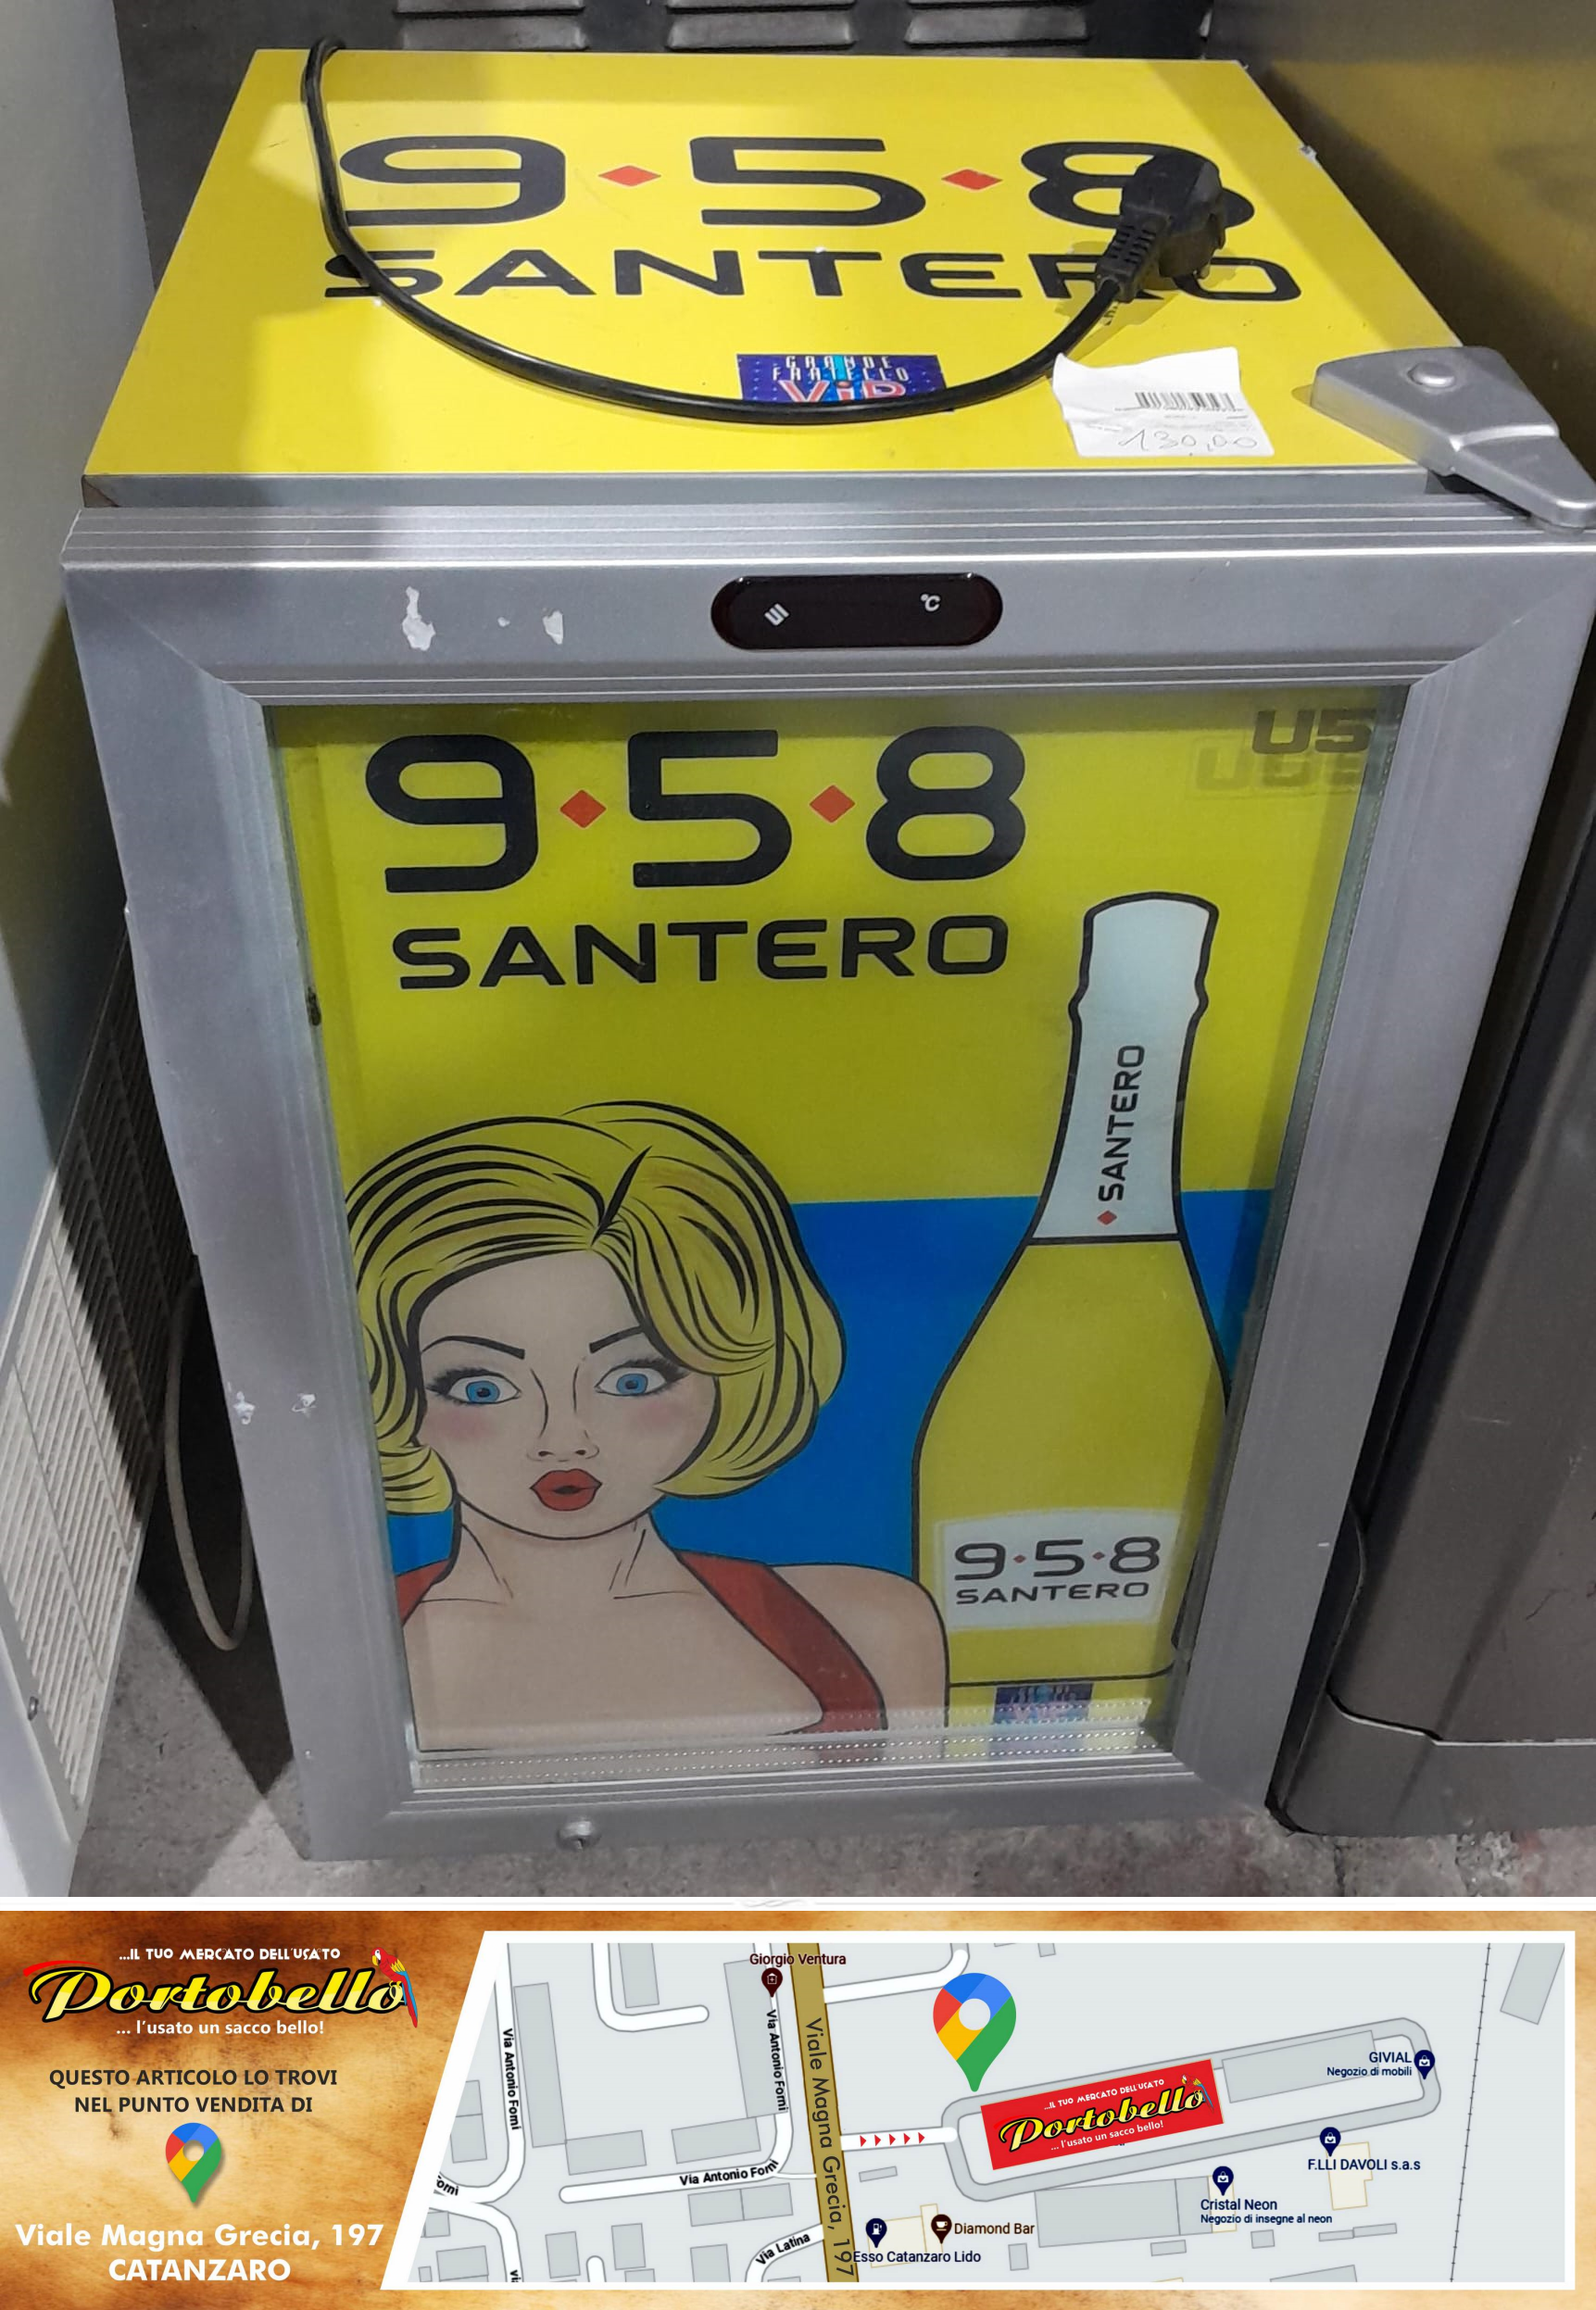 9•5•8
SANTERO
GRANDE
FRATELLO
ViP
130,00
°C
9•5•8
SANTERO
U5
SANTERO
9•5•8
SANTERO
...IL TUO MERCATO DELL'USATO
Portobello
... l'usato un sacco bello!
QUESTO ARTICOLO LO TROVI
NEL PUNTO VENDITA DI
Viale Magna Grecia, 197
CATANZARO
Giorgio Ventura
Via Antonio Forni
Via Antonio Forni
Viale Magna Grecia, 197
GIVIAL
Negozio di mobili
...IL TUO MERCATO DELL'USATO
Portobello
... l'usato un sacco bello!
Via Antonio Forni
F.LLI DAVOLI s.a.s
Cristal Neon
Negozio di insegne al neon
Diamond Bar
Via Latina
Esso Catanzaro Lido